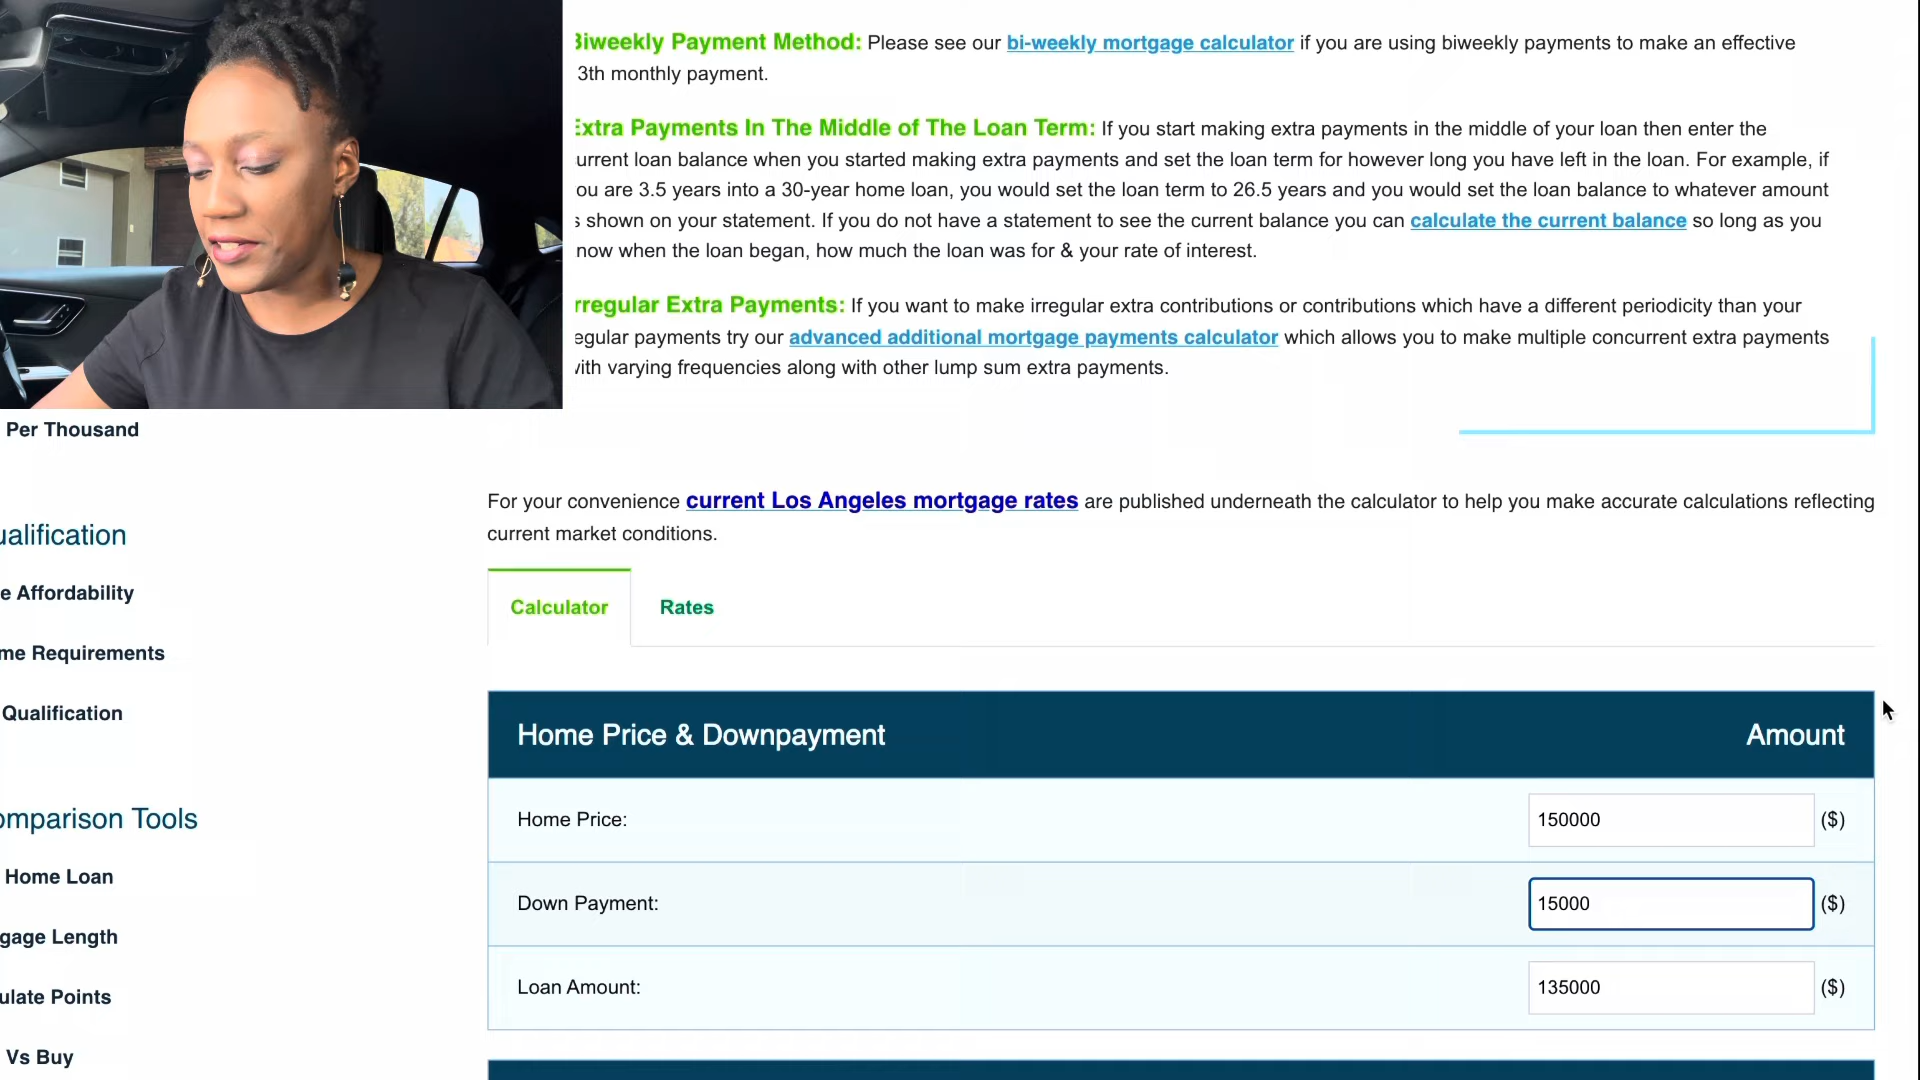 Biweekly Payment Method: Please see our bi-weekly mortgage calculator if you are using biweekly payments to make an effective
3th monthly payment.
Extra Payments In The Middle of The Loan Term: If you start making extra payments in the middle of your loan then enter the
urrent loan balance when you started making extra payments and set the loan term for however long you have left in the loan. For example, if
ou are 3.5 years into a 30-year home loan, you would set the loan term to 26.5 years and you would set the loan balance to whatever amount
s shown on your statement. If you do not have a statement to see the current balance you can calculate the current balance so long as you
now when the loan began, how much the loan was for & your rate of interest.
rregular Extra Payments: If you want to make irregular extra contributions or contributions which have a different periodicity than your
egular payments try our advanced additional mortgage payments calculator which allows you to make multiple concurrent extra payments
with varying frequencies along with other lump sum extra payments.
Per Thousand
ualification
e Affordability
me Requirements
Qualification
omparison Tools
Home Loan
gage Length
ulate Points
Vs Buy
For your convenience current Los Angeles mortgage rates are published underneath the calculator to help you make accurate calculations reflecting
current market conditions.
Calculator Rates
Home Price & Downpayment Amount
Home Price: 150000 ($)
Down Payment: 15000 ($)
Loan Amount: 135000 ($)